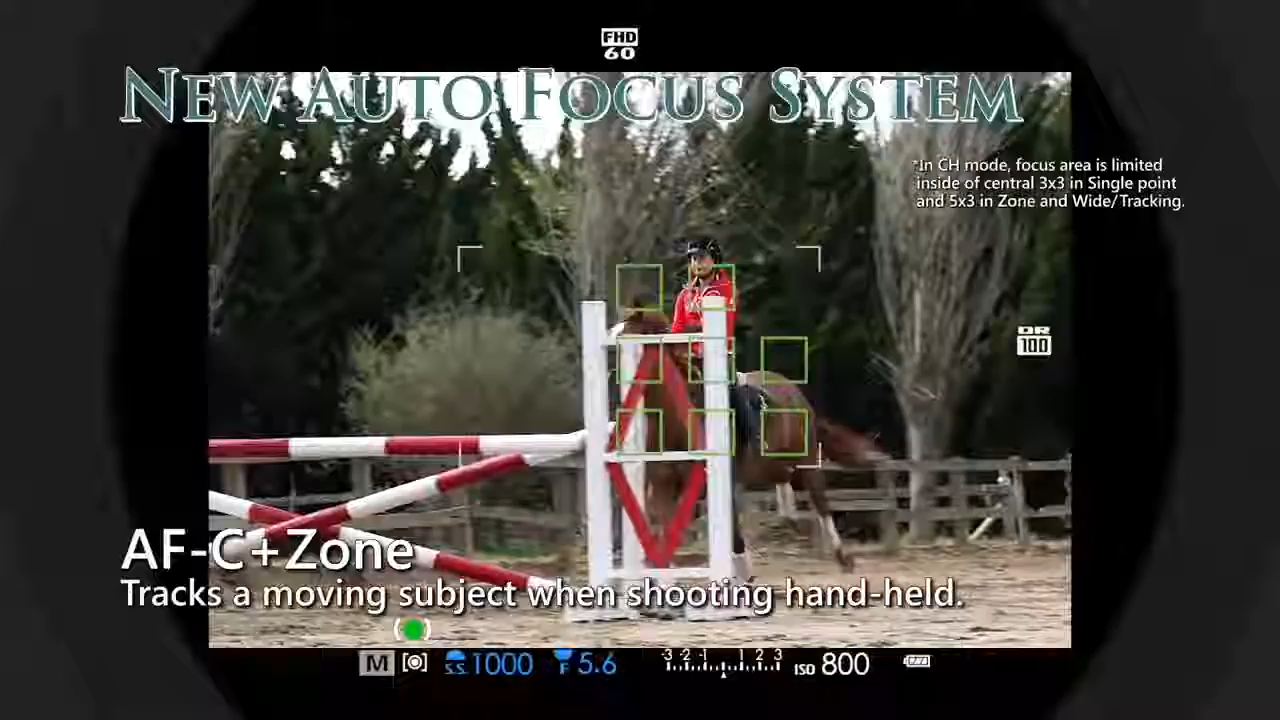 FHD
60
NEW AUTO FOCUS SYSTEM
*In CH mode, focus area is limited
inside of central 3x3 in Single point
and 5x3 in Zone and Wide/Tracking.
DR
100
AF-C+Zone
Tracks a moving subject when shooting hand-held.
M S.S. 1000 F 5.6 -3 -2 -1 1 2 3 ISO 800